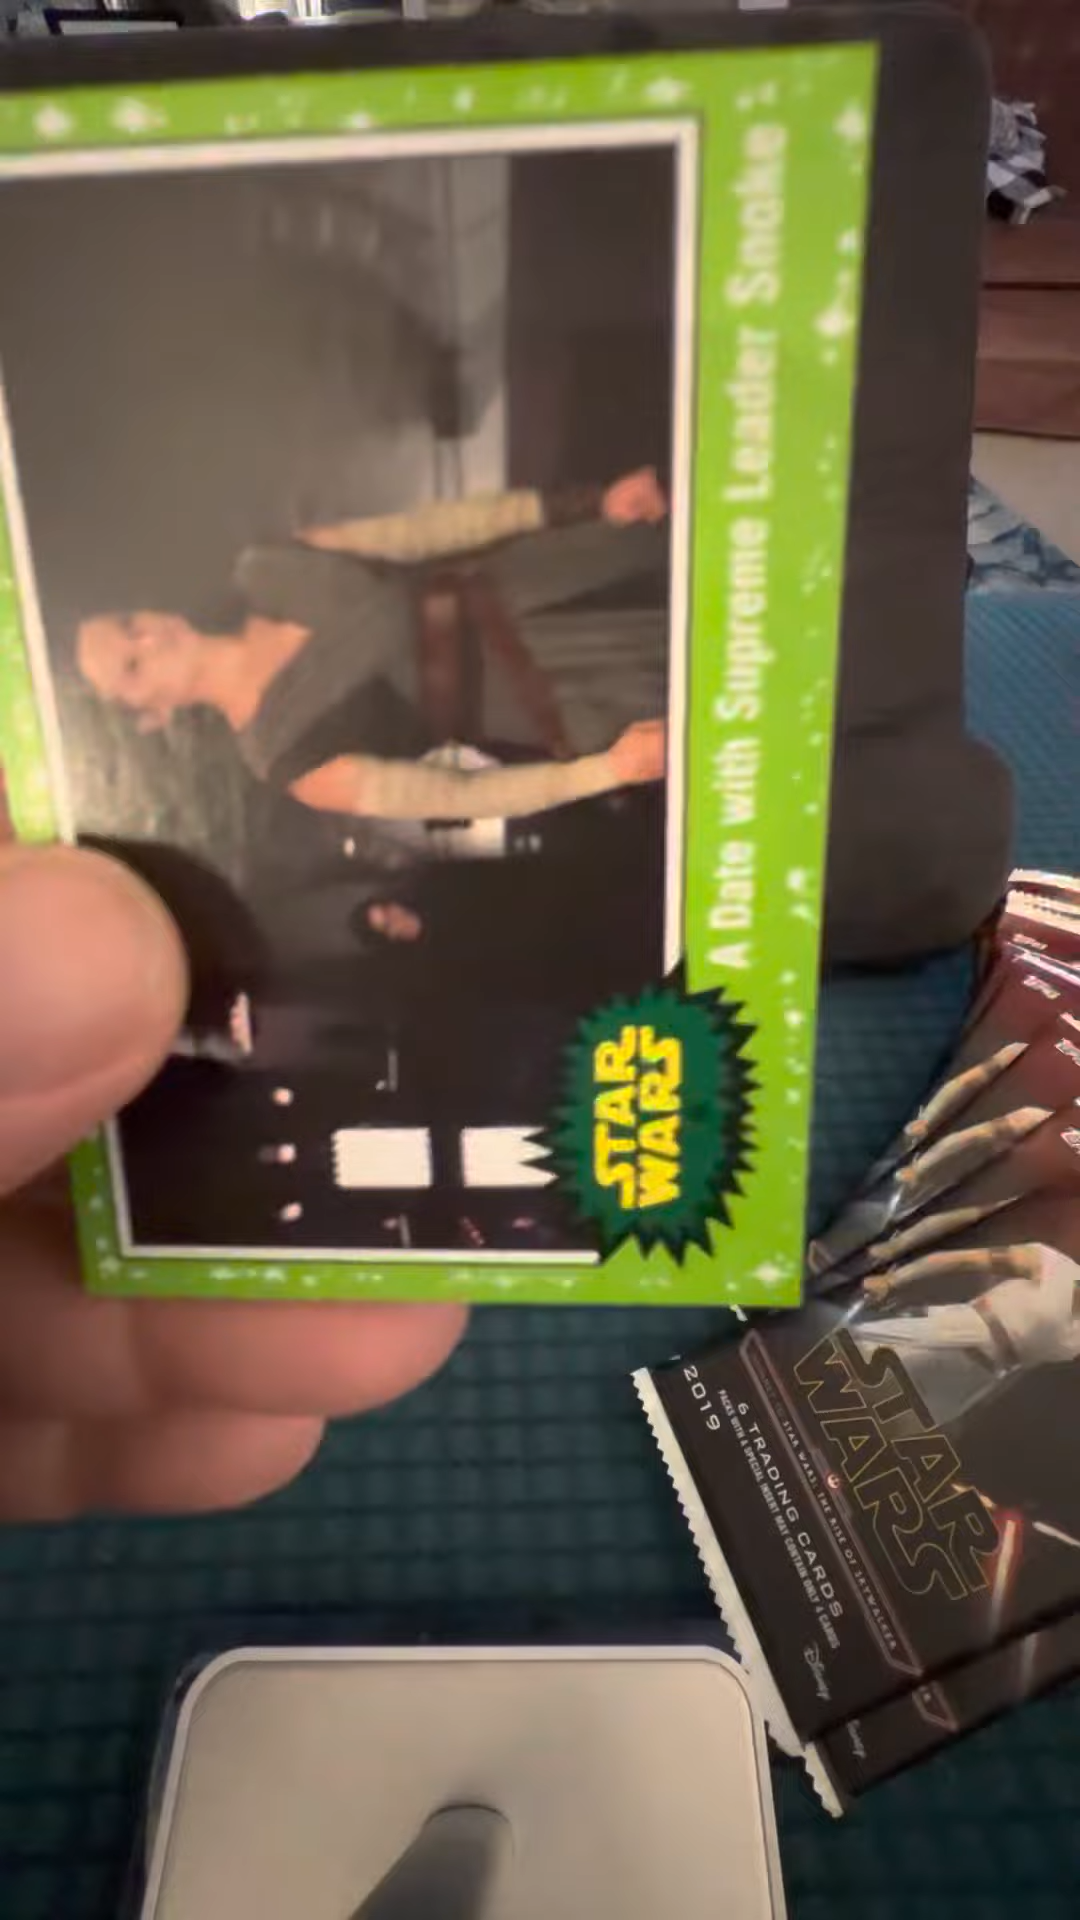 A Date with Supreme Leader Snoke
STAR
WARS
STAR
WARS
STAR WARS: THE RISE OF SKYWALKER
6 TRADING CARDS
PACKS WITH A SPECIAL INSERT MAY CONTAIN ONLY 4 CARDS
2019
Disney